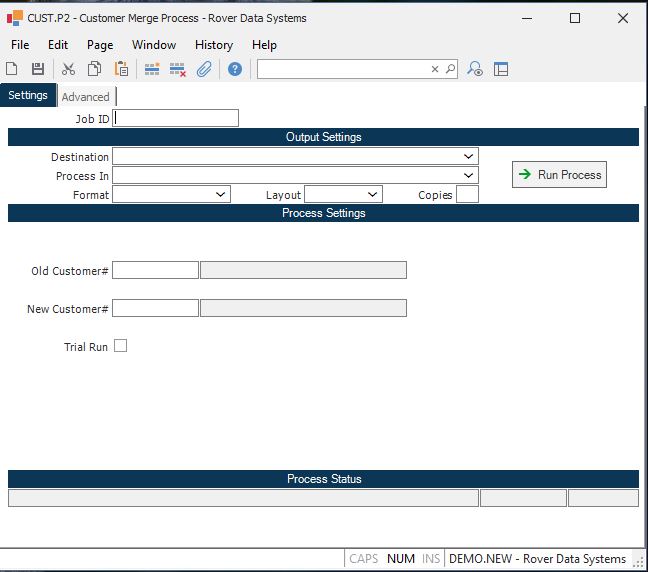 CUST.P2 - Customer Merge Process - Rover Data Systems
File Edit Page Window History Help
Settings Advanced
Job ID
Output Settings
Destination
Process In
Run Process
Format Layout Copies
Process Settings
Old Customer#
New Customer#
Trial Run
Process Status
CAPS NUM INS DEMO.NEW - Rover Data Systems